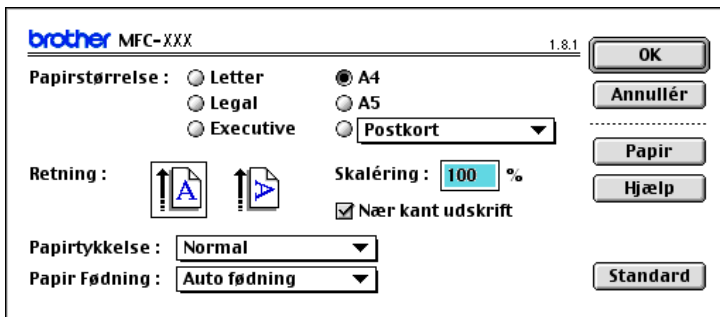 brother MFC-XXX 1.8.1
OK
Papirstørrelse : Letter A4
Annullér
Legal A5
Executive Postkort
Papir
Retning : A A Skaléring : 100 %
Hjælp
Nær kant udskrift
Papirtykkelse : Normal
Papir Fødning : Auto fødning
Standard